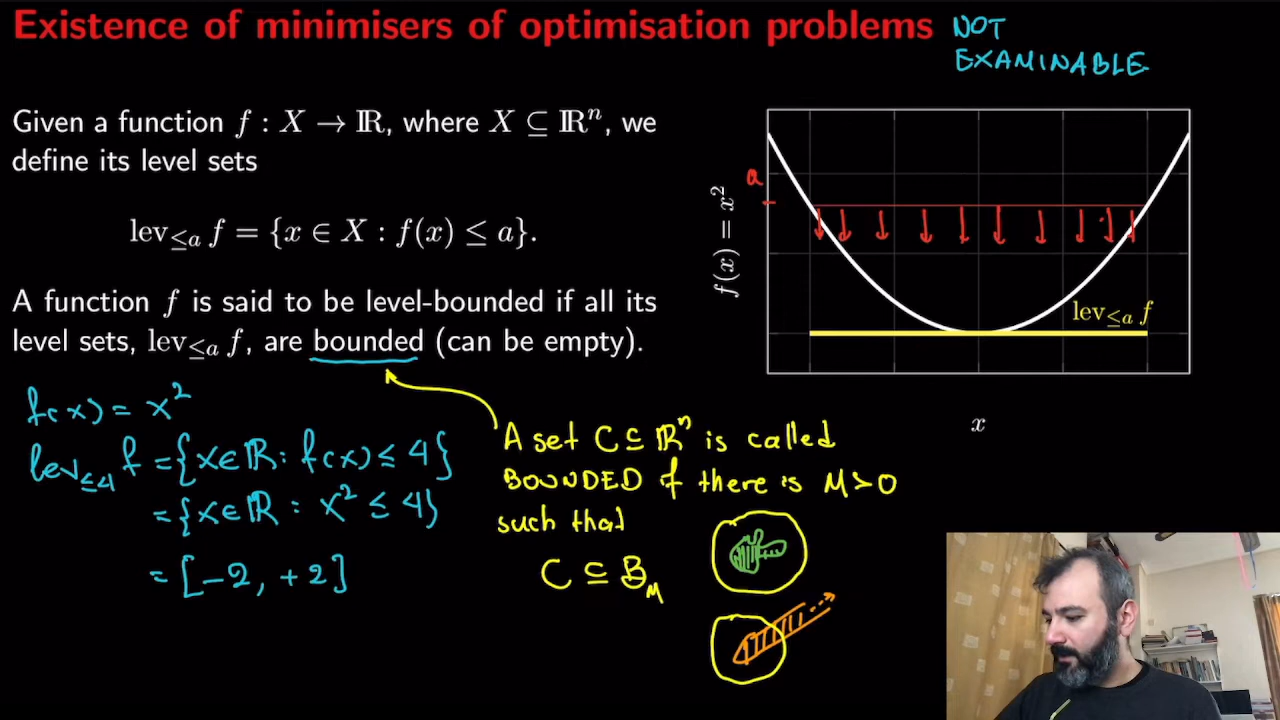 Existence of minimisers of optimisation problems
NOT
EXAMINABLE
Given a function f : X → ℝ, where X ⊆ ℝⁿ, we
define its level sets
lev≤a f = {x ∈ X : f(x) ≤ a}.
A function f is said to be level-bounded if all its
level sets, lev≤a f, are bounded (can be empty).
a
f(x) = x²
lev≤a f
x
f(x) = x²
lev≤4 f = {x∈ℝ: f(x) ≤ 4}
= {x∈ℝ : x² ≤ 4}
= [-2, +2]
A set C ⊆ ℝⁿ is called
BOUNDED if there is M>0
such that
C ⊆ B_M